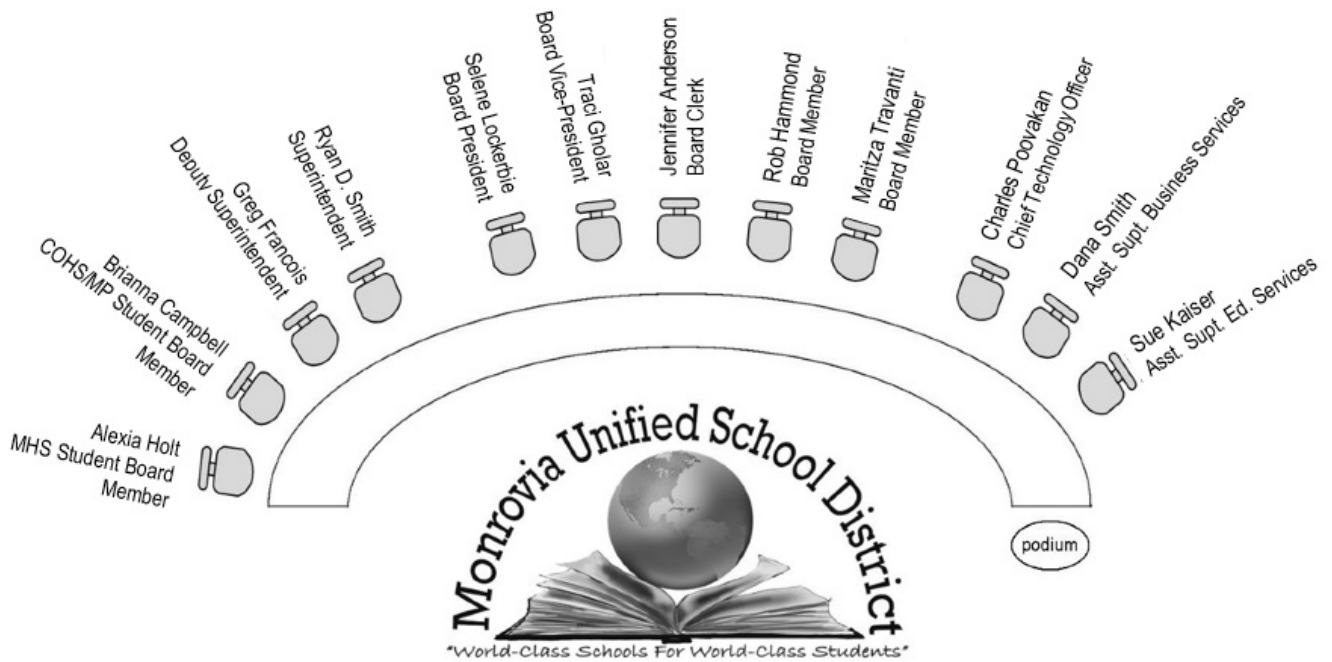 Alexia Holt
MHS Student Board
Member
Brianna Campbell
COHS/MP Student Board
Member
Greg Francois
Deputy Superintendent
Ryan D. Smith
Superintendent
Selene Lockerbie
Board President
Traci Gholar
Board Vice-President
Jennifer Anderson
Board Clerk
Rob Hammond
Board Member
Maritza Travanti
Board Member
Charles Poovakan
Chief Technology Officer
Dana Smith
Asst. Supt. Business Services
Sue Kaiser
Asst. Supt. Ed. Services
podium
Monrovia Unified School District
"World-Class Schools For World-Class Students"